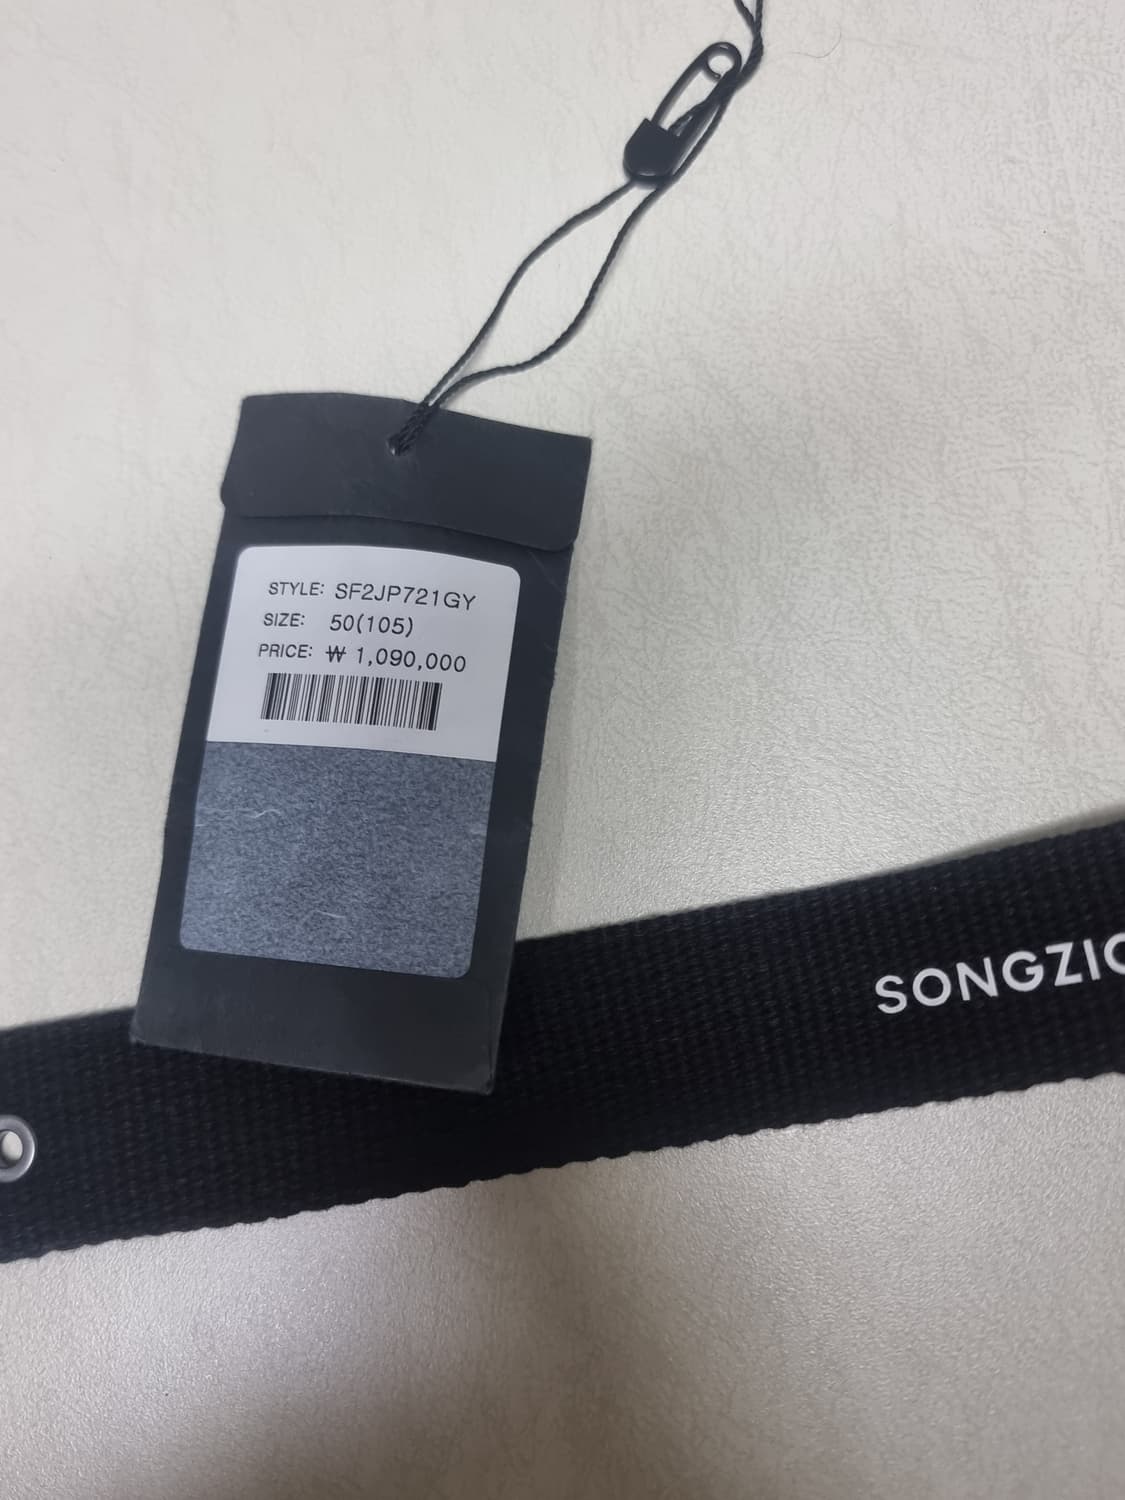 STYLE: SF2JP721GY
SIZE: 50(105)
PRICE: ₩ 1,090,000
SONGZIO